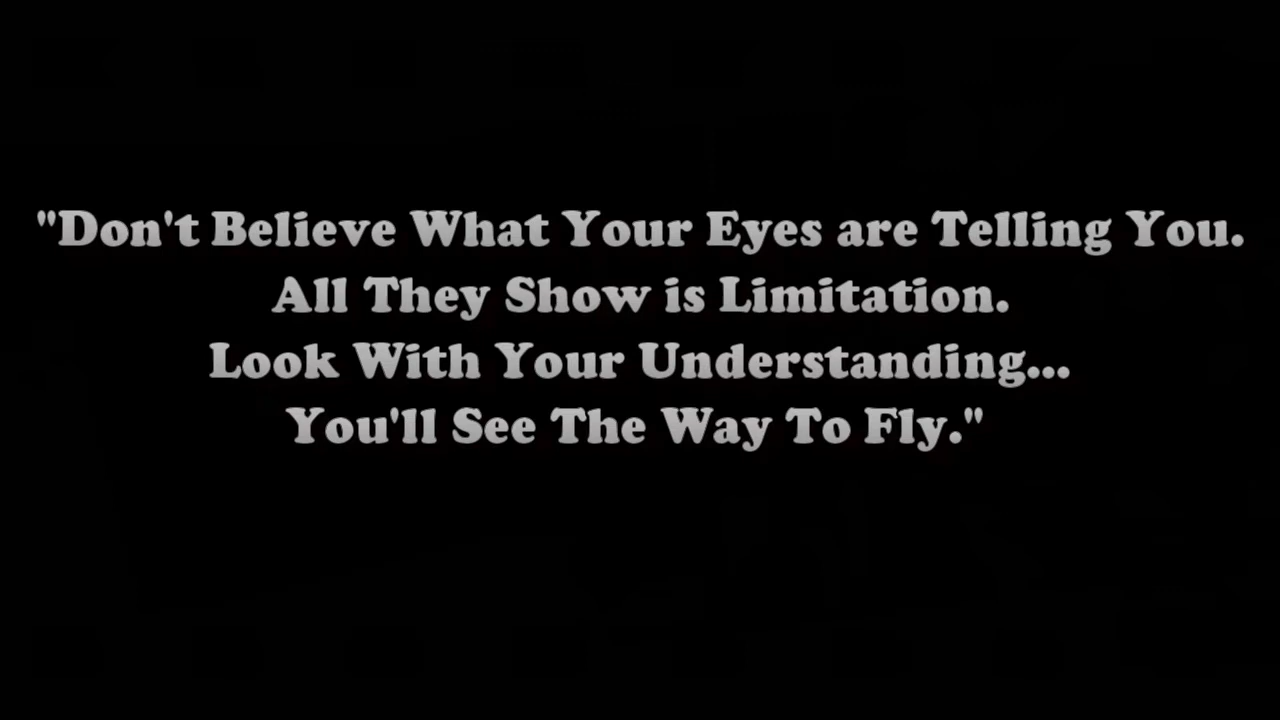 "Don't Believe What Your Eyes are Telling You.
All They Show is Limitation.
Look With Your Understanding...
You'll See The Way To Fly."